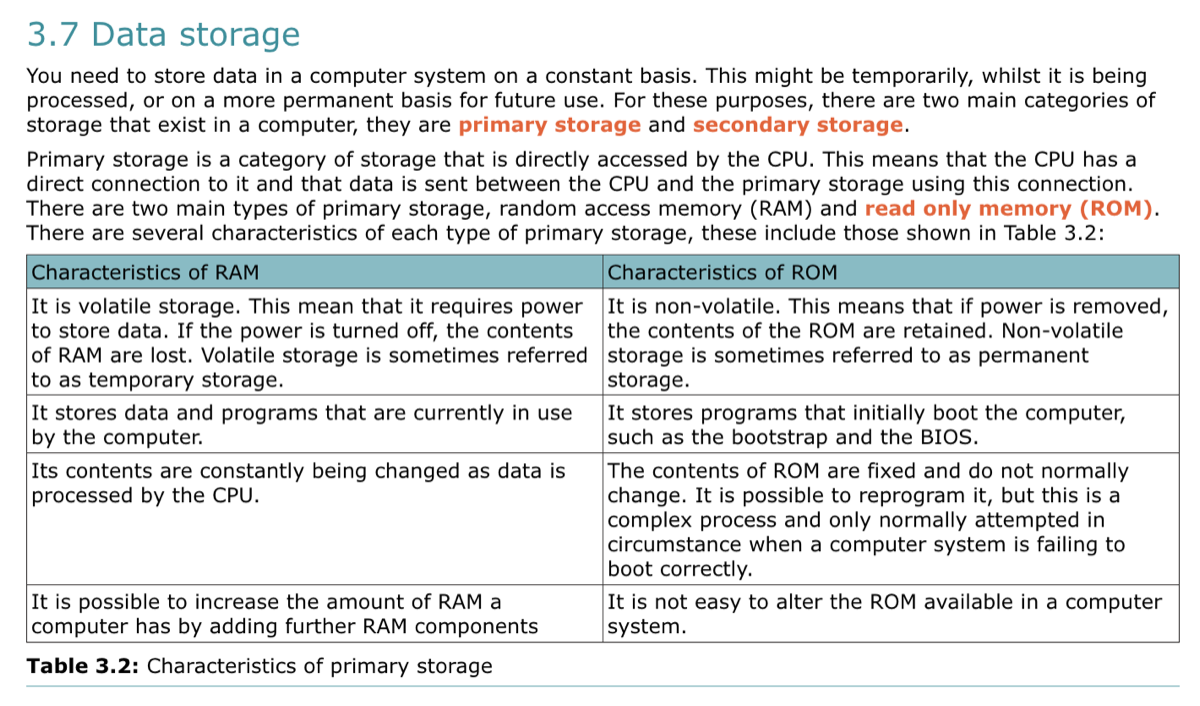 3.7 Data storage
You need to store data in a computer system on a constant basis. This might be temporarily, whilst it is being
processed, or on a more permanent basis for future use. For these purposes, there are two main categories of
storage that exist in a computer, they are primary storage and secondary storage.
Primary storage is a category of storage that is directly accessed by the CPU. This means that the CPU has a
direct connection to it and that data is sent between the CPU and the primary storage using this connection.
There are two main types of primary storage, random access memory (RAM) and read only memory (ROM).
There are several characteristics of each type of primary storage, these include those shown in Table 3.2:
Characteristics of RAM
Characteristics of ROM
It is volatile storage. This mean that it requires power
to store data. If the power is turned off, the contents
of RAM are lost. Volatile storage is sometimes referred
to as temporary storage.
It is non-volatile. This means that if power is removed,
the contents of the ROM are retained. Non-volatile
storage is sometimes referred to as permanent
storage.
It stores data and programs that are currently in use
by the computer.
It stores programs that initially boot the computer,
such as the bootstrap and the BIOS.
Its contents are constantly being changed as data is
processed by the CPU.
The contents of ROM are fixed and do not normally
change. It is possible to reprogram it, but this is a
complex process and only normally attempted in
circumstance when a computer system is failing to
boot correctly.
It is possible to increase the amount of RAM a
computer has by adding further RAM components
It is not easy to alter the ROM available in a computer
system.
Table 3.2: Characteristics of primary storage